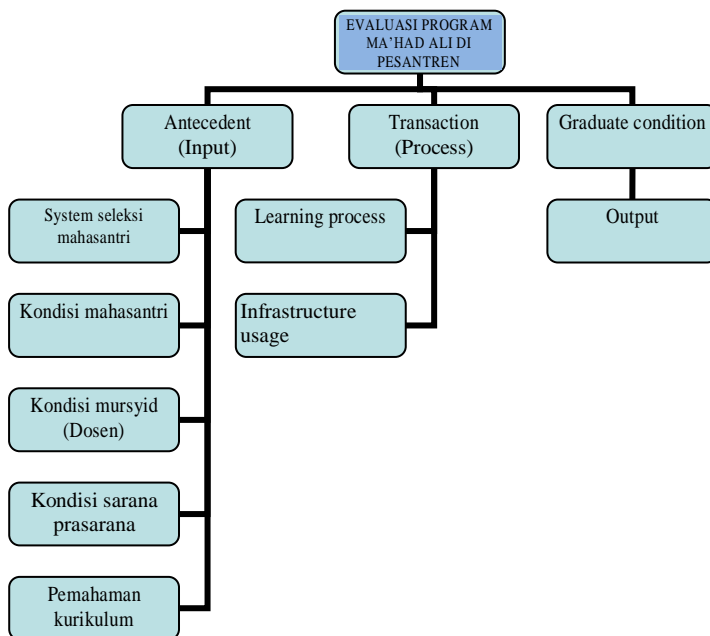 EVALUASI PROGRAM
MA’HAD ALI DI
PESANTREN
Antecedent
(Input)
Transaction
(Process)
Graduate condition
System seleksi
mahasantri
Learning process
Output
Kondisi mahasantri
Infrastructure
usage
Kondisi mursyid
(Dosen)
Kondisi sarana
prasarana
Pemahaman
kurikulum